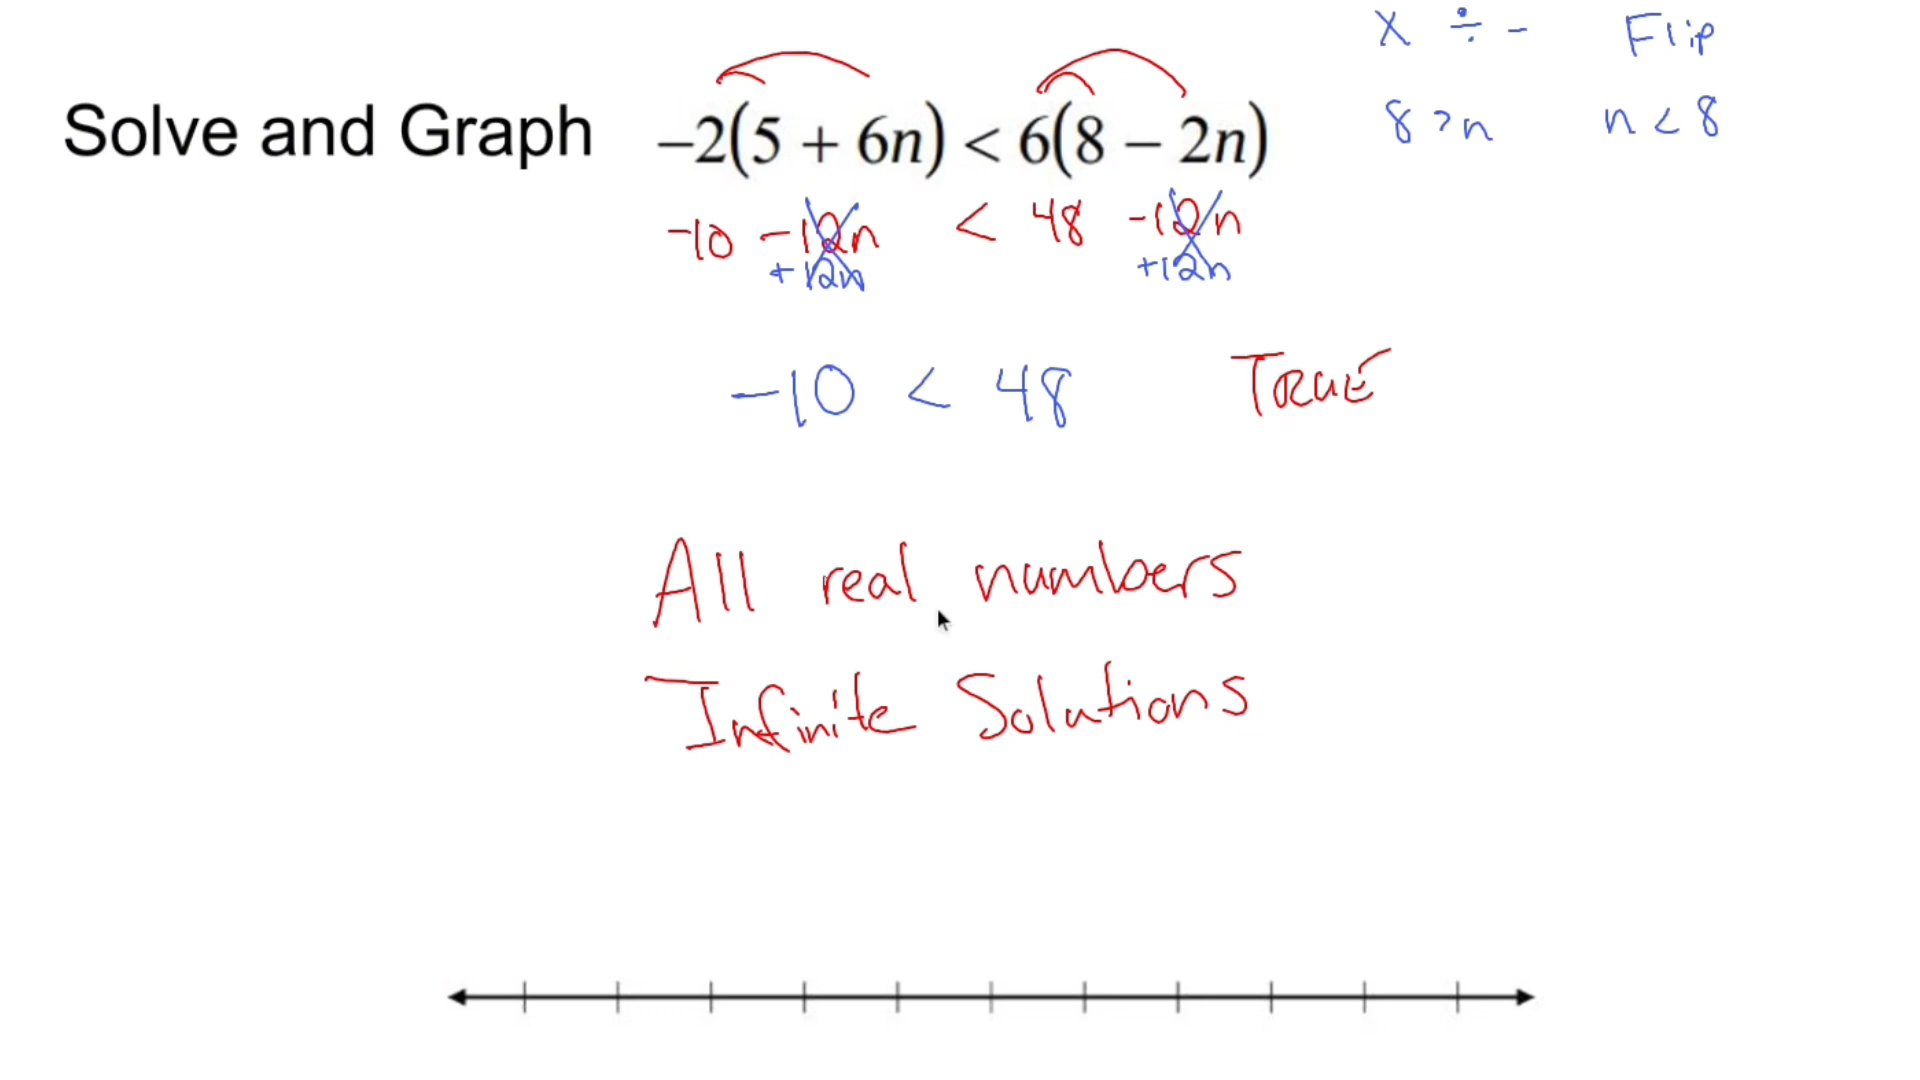 x ÷ - Flip
Solve and Graph −2(5 + 6n) < 6(8 − 2n)
8 > n n < 8
-10 -12n < 48 -12n
+12n +12n
-10 < 48 TRUE
All real numbers
Infinite Solutions